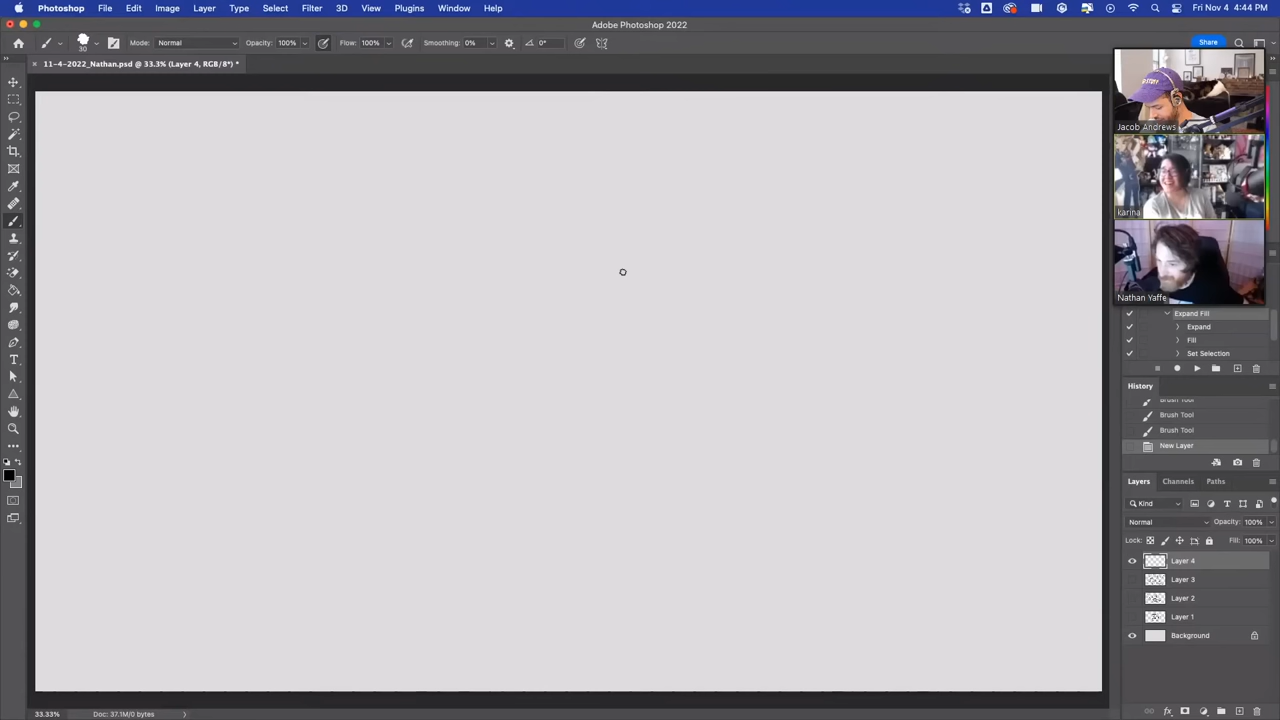 Photoshop File Edit Image Layer Type Select Filter 3D View Plugins Window Help Fri Nov 4 4:44 PM
Adobe Photoshop 2022
30 Mode: Normal Opacity: 100% Flow: 100% Smoothing: 0% 0° Share
11-4-2022_Nathan.psd @ 33.3% (Layer 4, RGB/8*) *
Jacob Andrews
karina
Nathan Yaffe
Expand Fill
Expand
Fill
Set Selection
History
Brush Tool
Brush Tool
Brush Tool
New Layer
Layers Channels Paths
Kind
Normal Opacity: 100%
Lock: Fill: 100%
Layer 4
Layer 3
Layer 2
Layer 1
Background
33.33% Doc: 37.1M/0 bytes
fx